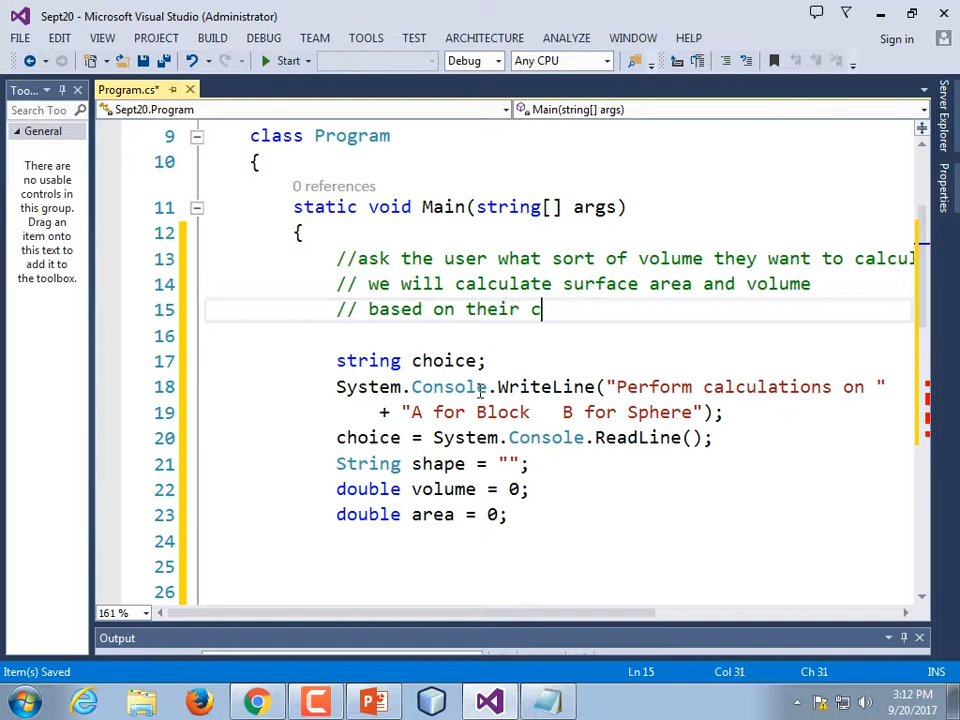 Sept20 - Microsoft Visual Studio (Administrator)
FILE EDIT VIEW PROJECT BUILD DEBUG TEAM TOOLS TEST ARCHITECTURE ANALYZE WINDOW HELP Sign in
Start Debug Any CPU
Too... Program.cs*
Search Too Sept20.Program Main(string[] args)
General
There are
no usable
controls in
this group.
Drag an
item onto
this text to
add it to
the toolbox.
Server Explorer
Properties
9 class Program
10 {
0 references
11 static void Main(string[] args)
12 {
13 //ask the user what sort of volume they want to calcul
14 // we will calculate surface area and volume
15 // based on their c
16
17 string choice;
18 System.Console.WriteLine("Perform calculations on "
19 + "A for Block   B for Sphere");
20 choice = System.Console.ReadLine();
21 String shape = "";
22 double volume = 0;
23 double area = 0;
24
25
26
161 %
Output
Item(s) Saved Ln 15 Col 31 Ch 31 INS
3:12 PM
9/20/2017